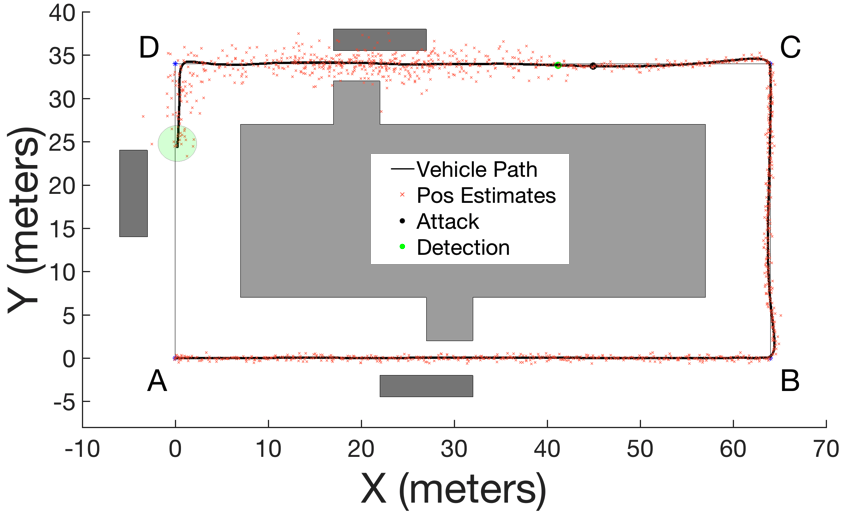 40
D
C
35
30
25
20
15
10
5
0
-5
Y (meters)
Vehicle Path
Pos Estimates
Attack
Detection
A
B
-10
0
10
20
30
40
50
60
70
X (meters)